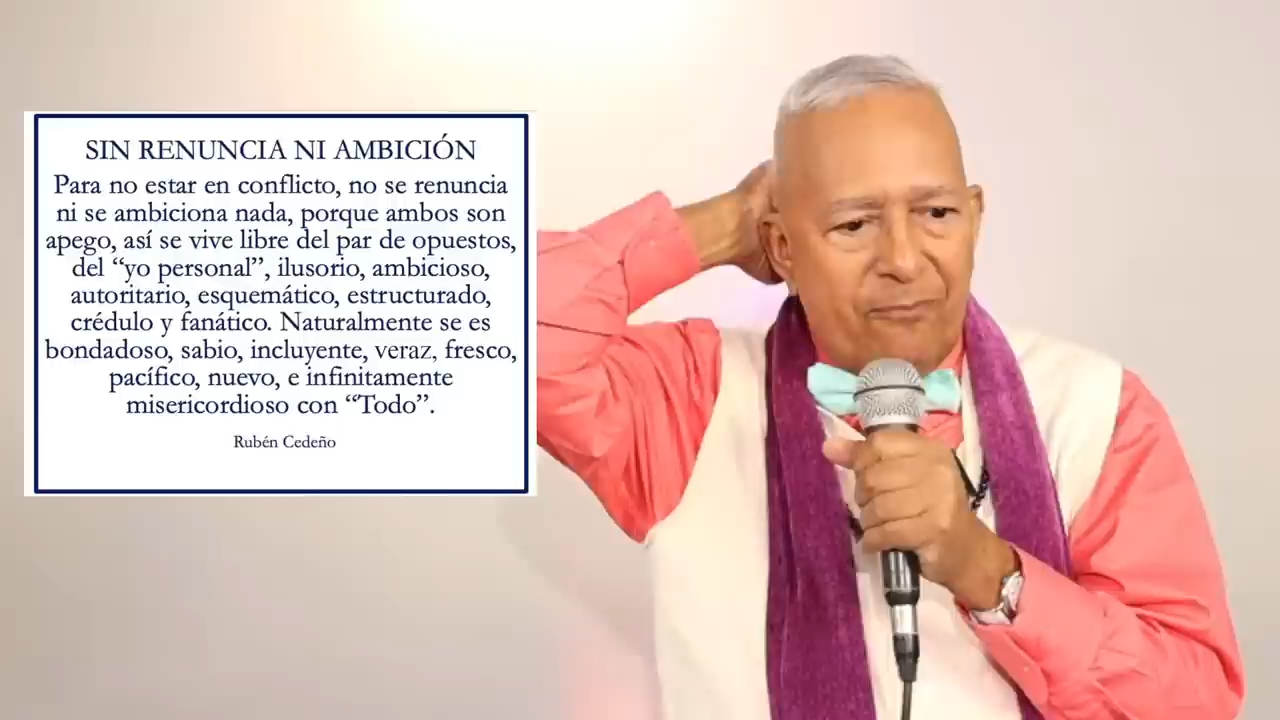 SIN RENUNCIA NI AMBICIÓN
Para no estar en conflicto, no se renuncia
ni se ambiciona nada, porque ambos son
apego, así se vive libre del par de opuestos,
del “yo personal”, ilusorio, ambicioso,
autoritario, esquemático, estructurado,
crédulo y fanático. Naturalmente se es
bondadoso, sabio, incluyente, veraz, fresco,
pacífico, nuevo, e infinitamente
misericordioso con “Todo”.
Rubén Cedeño